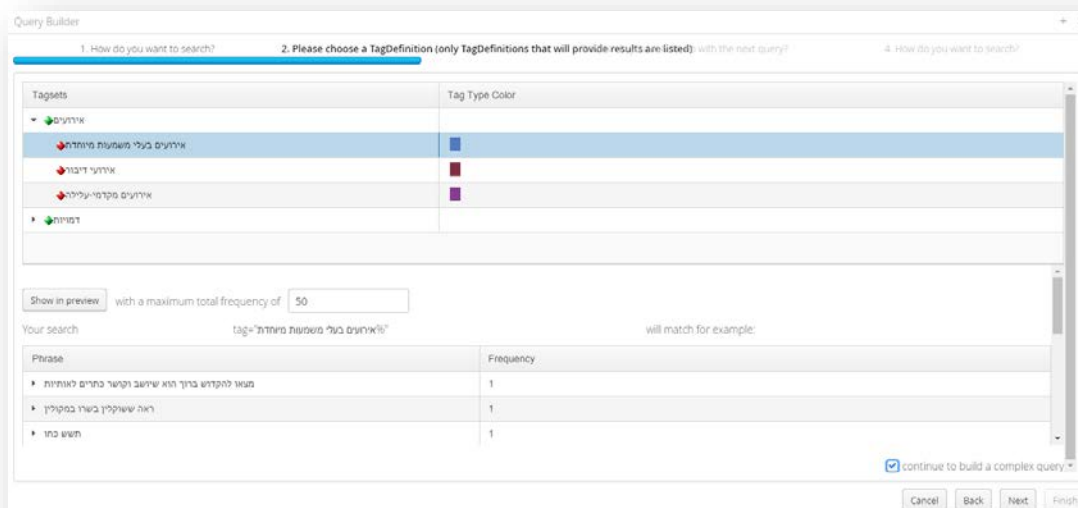 Query Builder
1. How do you want to search? 2. Please choose a TagDefinition (only TagDefinitions that will provide results are listed) with the next query? 4. How do you want to search?
Tagsets Tag Type Color
אירועים
אירועים בעלי משמעות מיוחדת
אירועי דיבור
אירועים מקדמי-עלילה
דמויות
Show in preview with a maximum total frequency of 50
Your search tag="אירועים בעלי משמעות מיוחדת%" will match for example:
Phrase Frequency
מצאו להקדוש ברוך הוא שיושב וקושר כתרים לאותיות 1
ראה ששוקלין בשרו במקולין 1
תשש כחו 1
continue to build a complex query
Cancel Back Next Finish